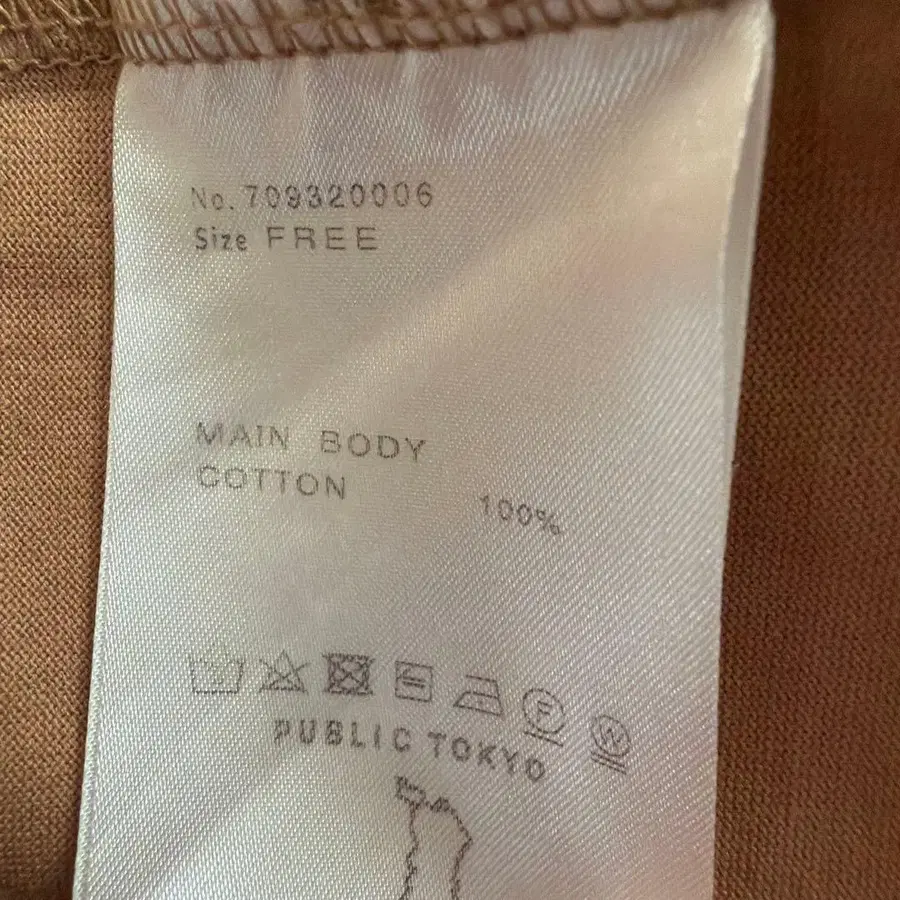 No. 709320006
Size FREE
MAIN BODY
COTTON 100%
F W
PUBLIC TOKYO